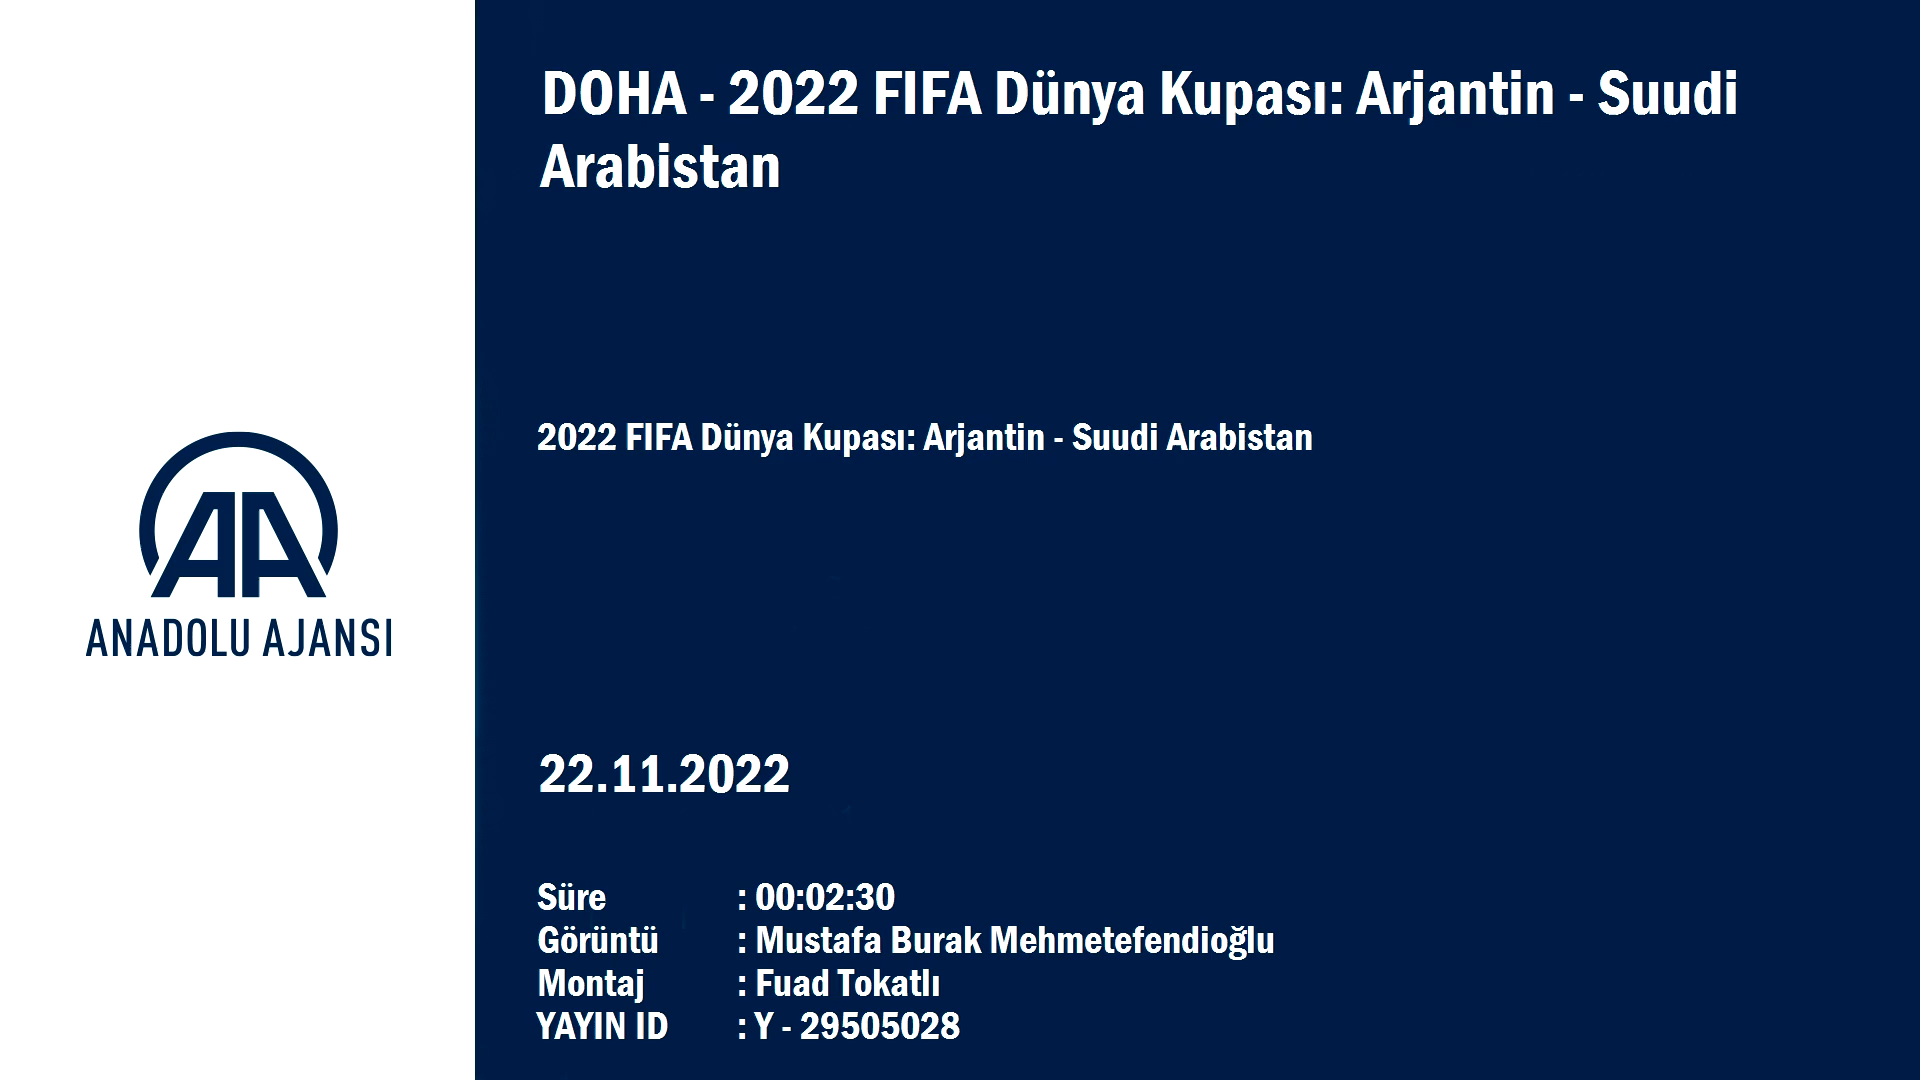 DOHA - 2022 FIFA Dünya Kupası: Arjantin - Suudi
Arabistan
2022 FIFA Dünya Kupası: Arjantin - Suudi Arabistan
AA
ANADOLU AJANSI
22.11.2022
Süre : 00:02:30
Görüntü : Mustafa Burak Mehmetefendioğlu
Montaj : Fuad Tokatlı
YAYIN ID : Y - 29505028